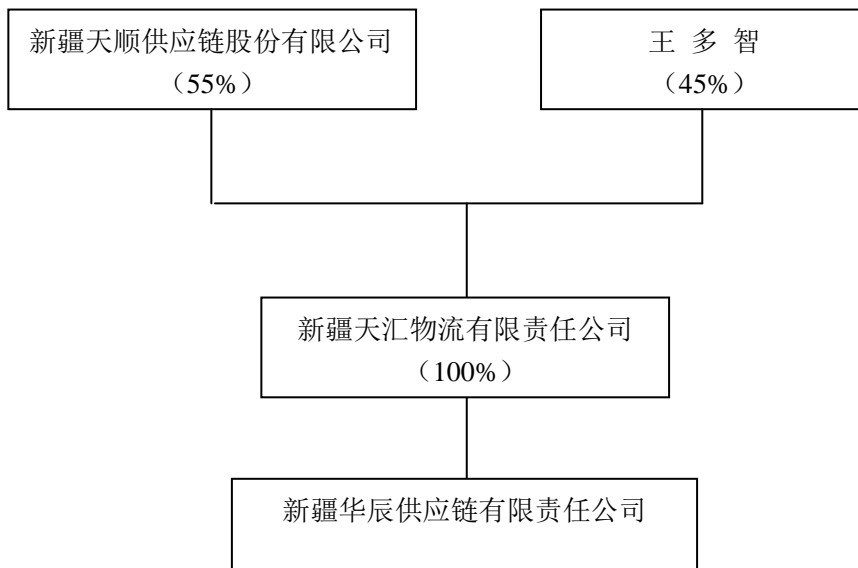 新疆天顺供应链股份有限公司
（55%）
王 多 智
（45%）
新疆天汇物流有限责任公司
（100%）
新疆华辰供应链有限责任公司